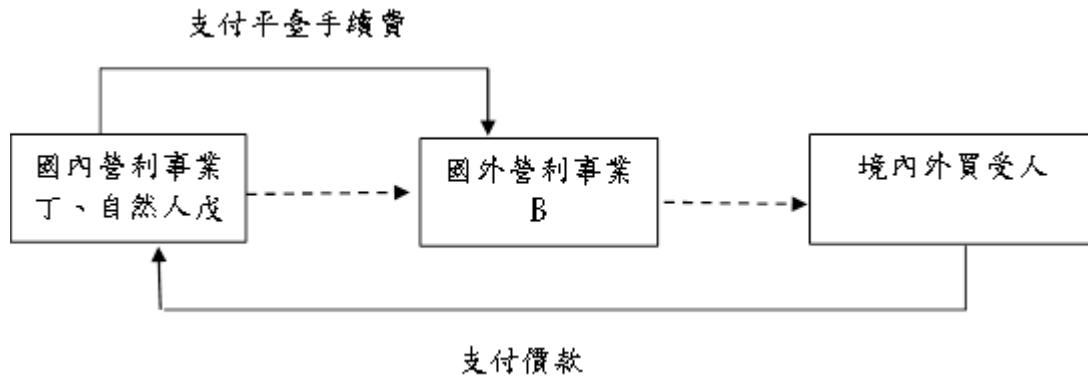 支付平臺手續費
國內營利事業
丁、自然人戊
國外營利事業
B
境內外買受人
支付價款